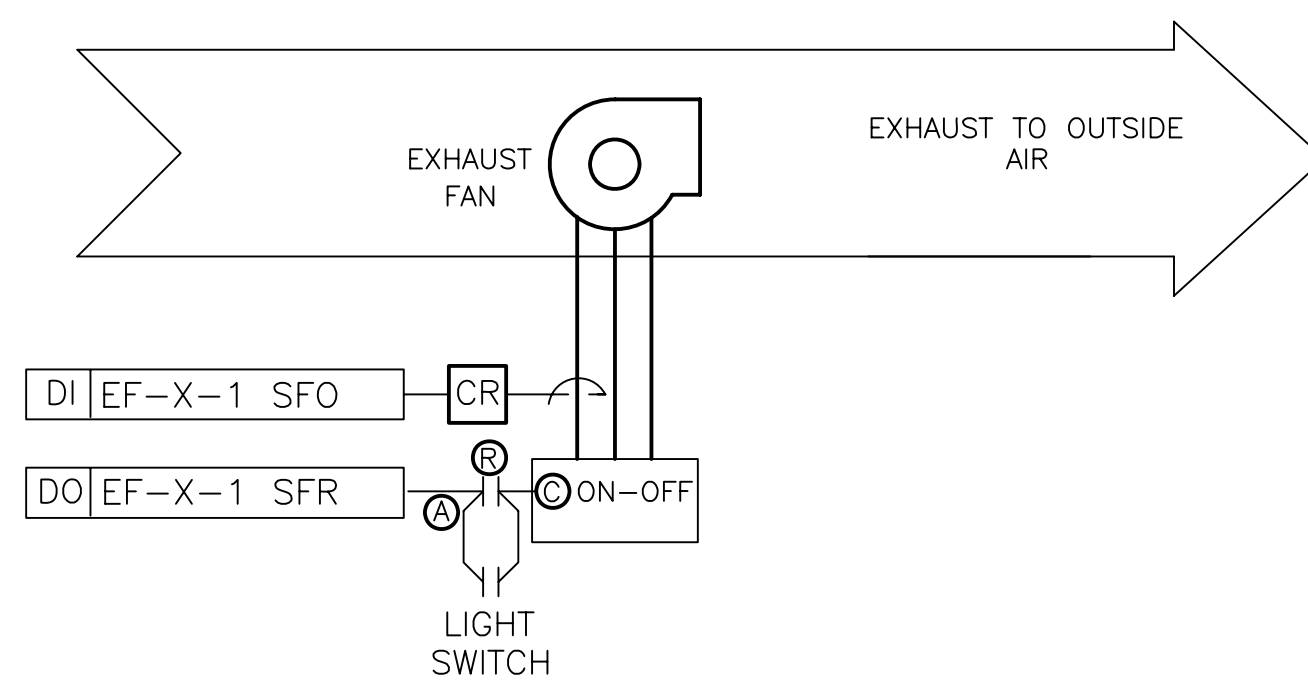 EXHAUST TO OUTSIDE
AIR
EXHAUST
FAN
DI EF-X-1 SFO
CR
R
DO EF-X-1 SFR
A
C ON-OFF
LIGHT
SWITCH